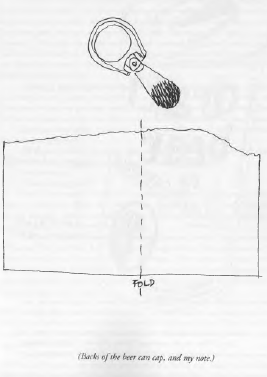 FOLD
(Backs of the beer can cap, and my note.)